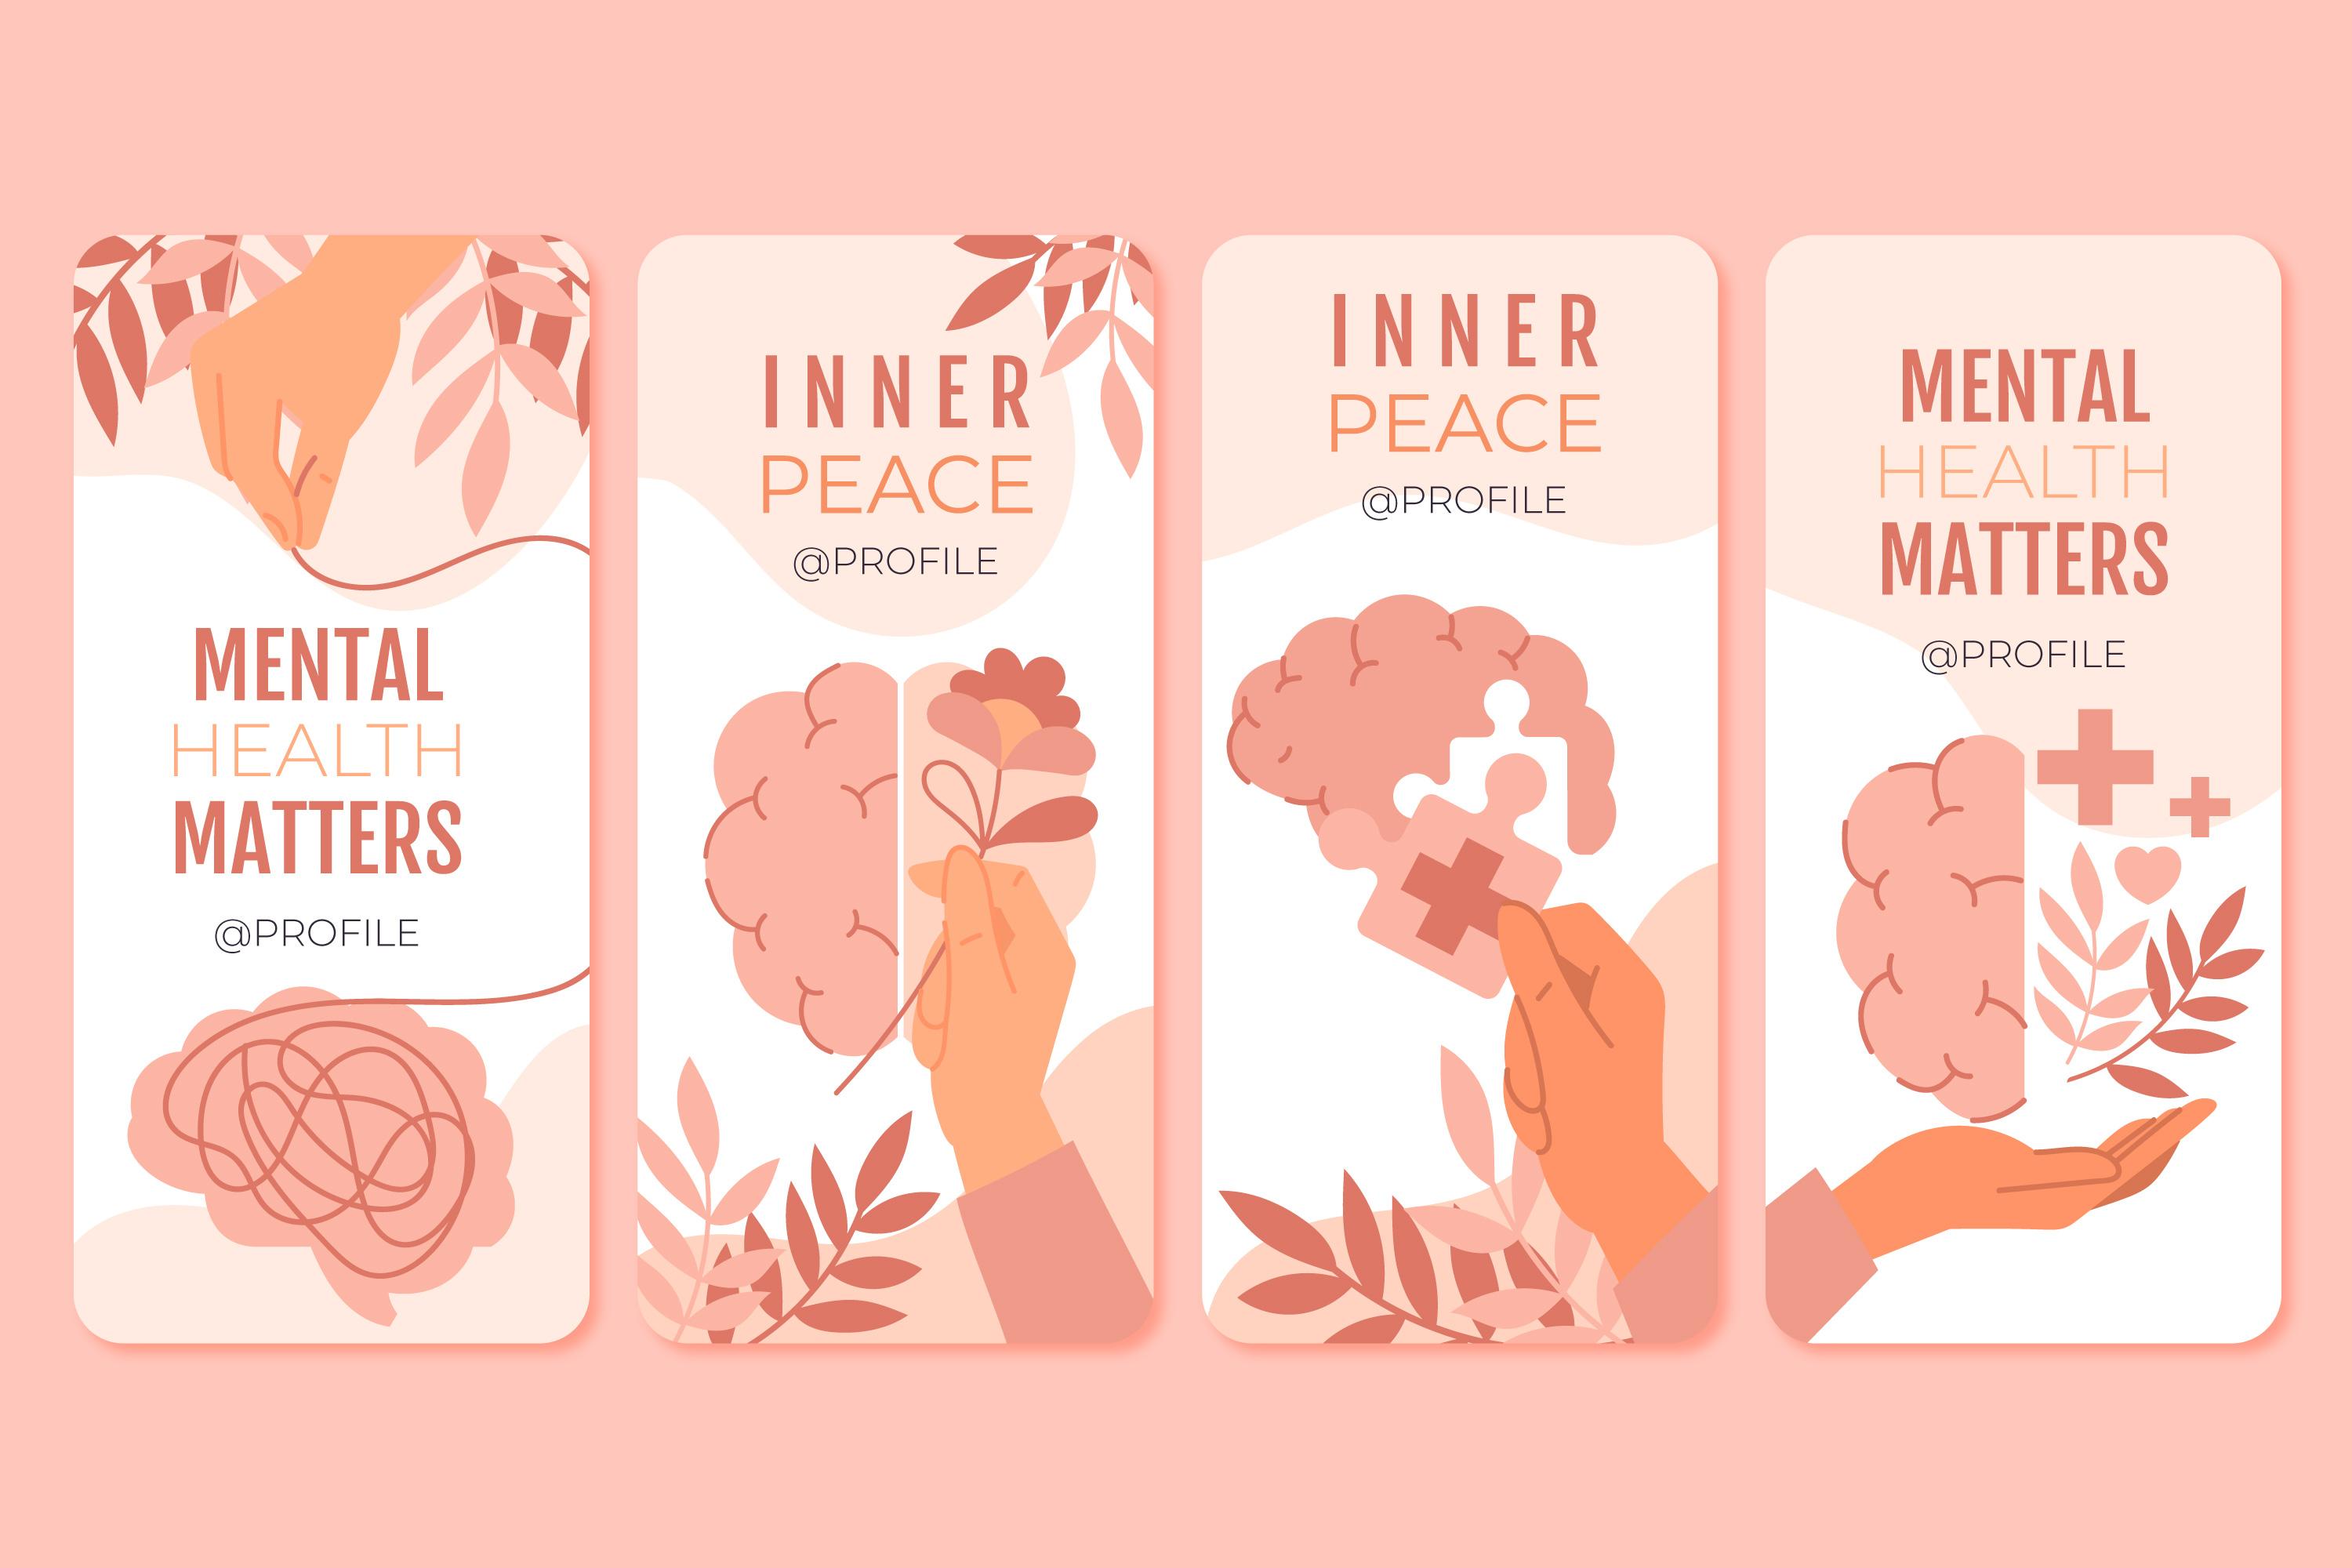 MENTAL
HEALTH
MATTERS
@PROFILE
INNER
PEACE
@PROFILE
INNER
PEACE
@PROFILE
MENTAL
HEALTH
MATTERS
@PROFILE